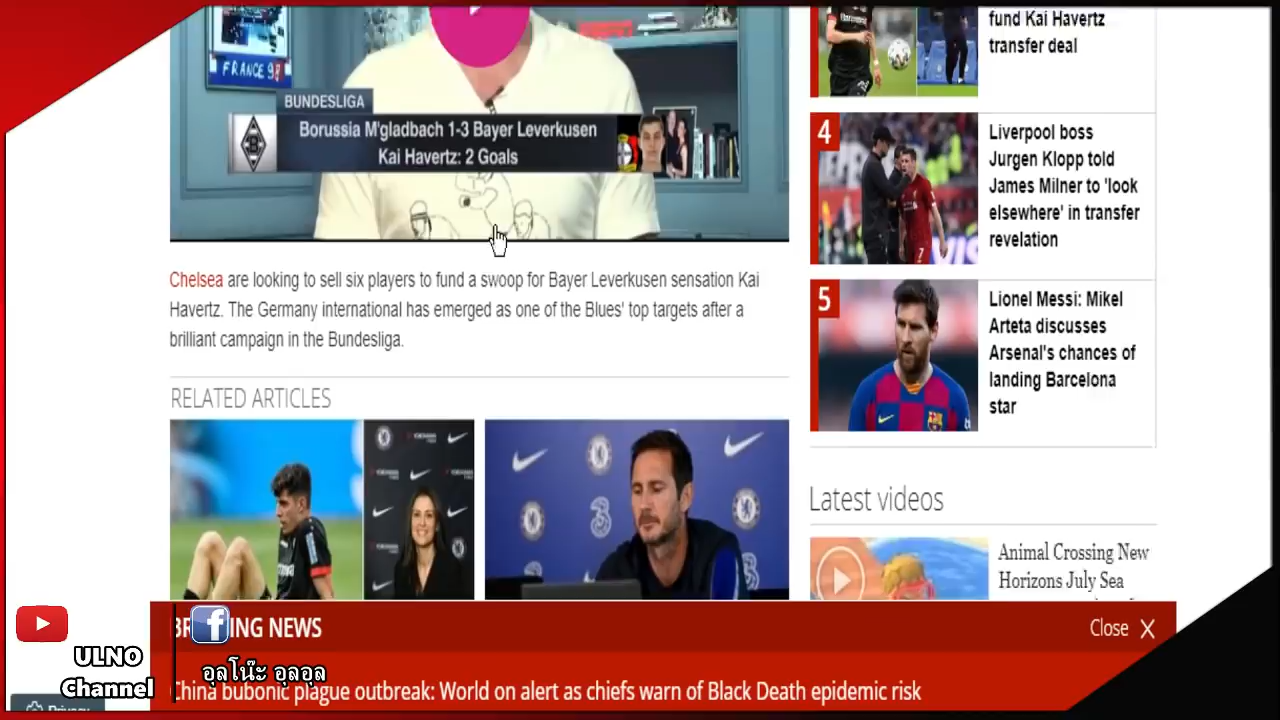 FRANCE 9
BUNDESLIGA
Borussia M'gladbach 1-3 Bayer Leverkusen
Kai Havertz: 2 Goals
Chelsea are looking to sell six players to fund a swoop for Bayer Leverkusen sensation Kai
Havertz. The Germany international has emerged as one of the Blues' top targets after a
brilliant campaign in the Bundesliga.
RELATED ARTICLES
fund Kai Havertz
transfer deal
4
Liverpool boss
Jurgen Klopp told
James Milner to 'look
elsewhere' in transfer
revelation
5
Lionel Messi: Mikel
Arteta discusses
Arsenal's chances of
landing Barcelona
star
Latest videos
Animal Crossing New
Horizons July Sea
ING NEWS
Close X
China bubonic plague outbreak: World on alert as chiefs warn of Black Death epidemic risk
ULNO
Channel
อุลโน๊ะ อุลอุล
Privacy